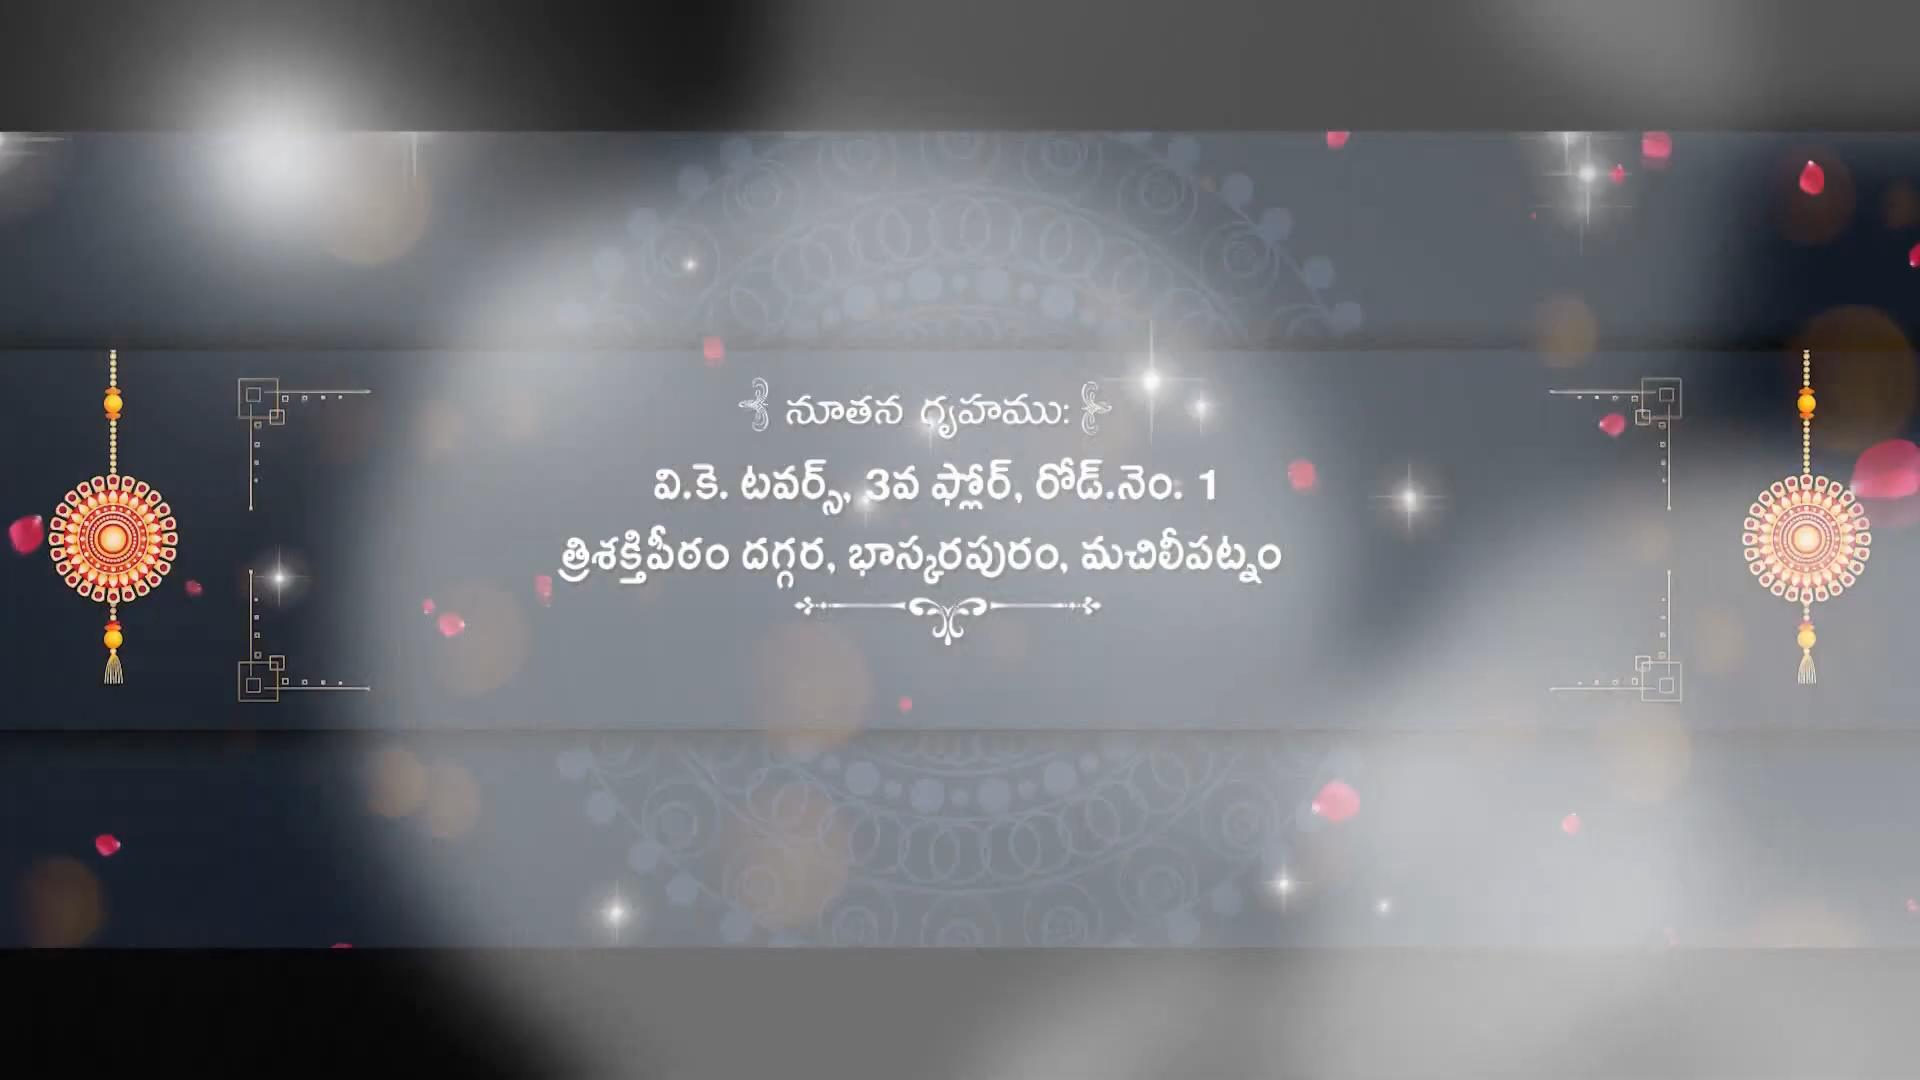 నూతన గృహము:
వి.కె. టవర్స్, 3వ ఫ్లోర్, రోడ్.నెం. 1
త్రిశక్తిపీఠం దగ్గర, భాస్కరపురం, మచిలీపట్నం